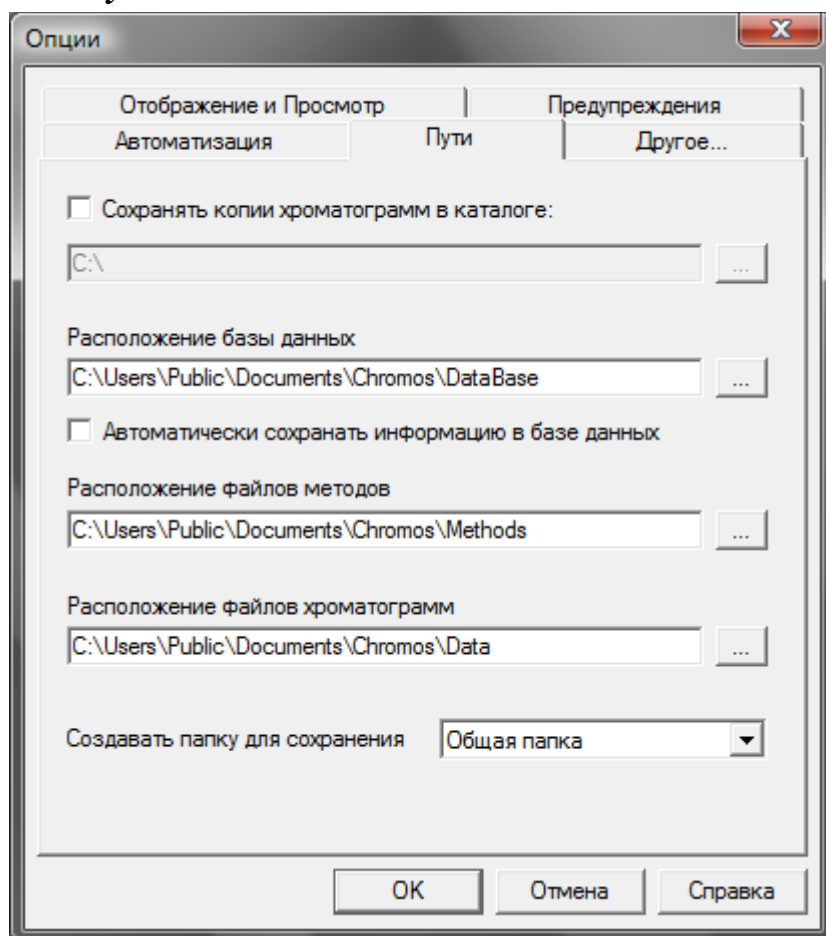 Опции
Отображение и Просмотр
Предупреждения
Автоматизация
Пути
Другое...
Сохранять копии хроматограмм в каталоге:
C:\
...
Расположение базы данных
C:\Users\Public\Documents\Chromos\DataBase
...
Автоматически сохранать информацию в базе данных
Расположение файлов методов
C:\Users\Public\Documents\Chromos\Methods
...
Расположение файлов хроматограмм
C:\Users\Public\Documents\Chromos\Data
...
Создавать папку для сохранения
Общая папка
OK
Отмена
Справка